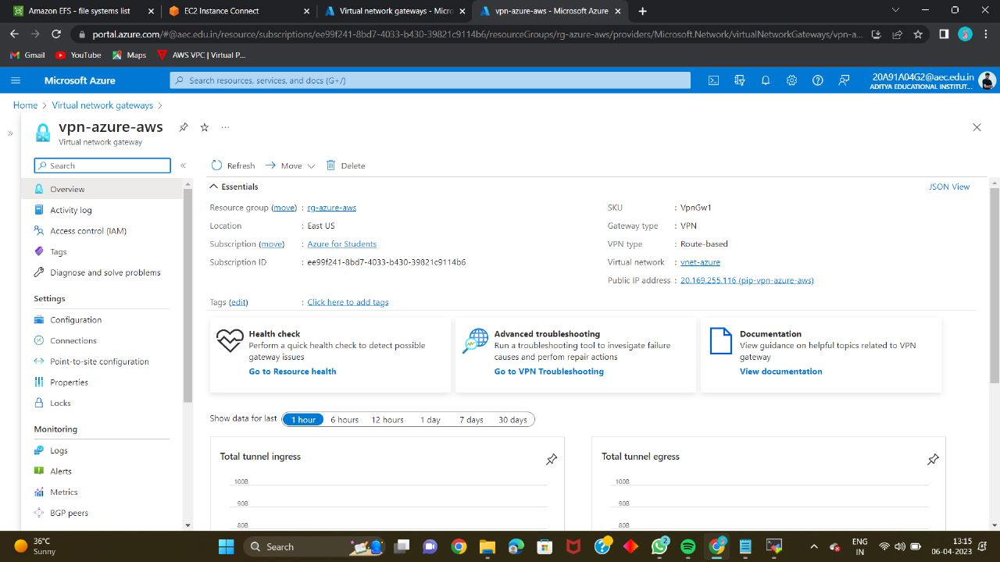 Amazon EFS - file systems list
EC2 Instance Connect
Virtual network gateways - Micro
vpn-azure-aws - Microsoft Azure
portal.azure.com/#@aec.edu.in/resource/subscriptions/ee99f241-8bd7-4033-b430-39821c9114b6/resourceGroups/rg-azure-aws/providers/Microsoft.Network/virtualNetworkGateways/vpn-a...
Gmail
YouTube
Maps
AWS VPC | Virtual P...
Microsoft Azure
Search resources, services, and docs (G+/)
20A91A04G2@aec.edu.in
ADITYA EDUCATIONAL INSTITUT...
Home > Virtual network gateways >
vpn-azure-aws
Virtual network gateway
Search
Refresh
Move
Delete
Overview
Activity log
Access control (IAM)
Tags
Diagnose and solve problems
Settings
Configuration
Connections
Point-to-site configuration
Properties
Locks
Monitoring
Logs
Alerts
Metrics
BGP peers
Essentials
JSON View
Resource group (move) : rg-azure-aws
Location : East US
Subscription (move) : Azure for Students
Subscription ID : ee99f241-8bd7-4033-b430-39821c9114b6
Tags (edit) : Click here to add tags
SKU : VpnGw1
Gateway type : VPN
VPN type : Route-based
Virtual network : vnet-azure
Public IP address : 20.169.255.116 (pip-vpn-azure-aws)
Health check
Perform a quick health check to detect possible
gateway issues
Go to Resource health
Advanced troubleshooting
Run a troubleshooting tool to invesigate failure
causes and perfom repair actions
Go to VPN Troubleshooting
Documentation
View guidance on helpful topics related to VPN
gateway
View documentation
Show data for last 1 hour 6 hours 12 hours 1 day 7 days 30 days
Total tunnel ingress
100B
90B
80B
Total tunnel egress
100B
90B
80B
36°C
Sunny
Search
2
ENG
IN
13:15
06-04-2023